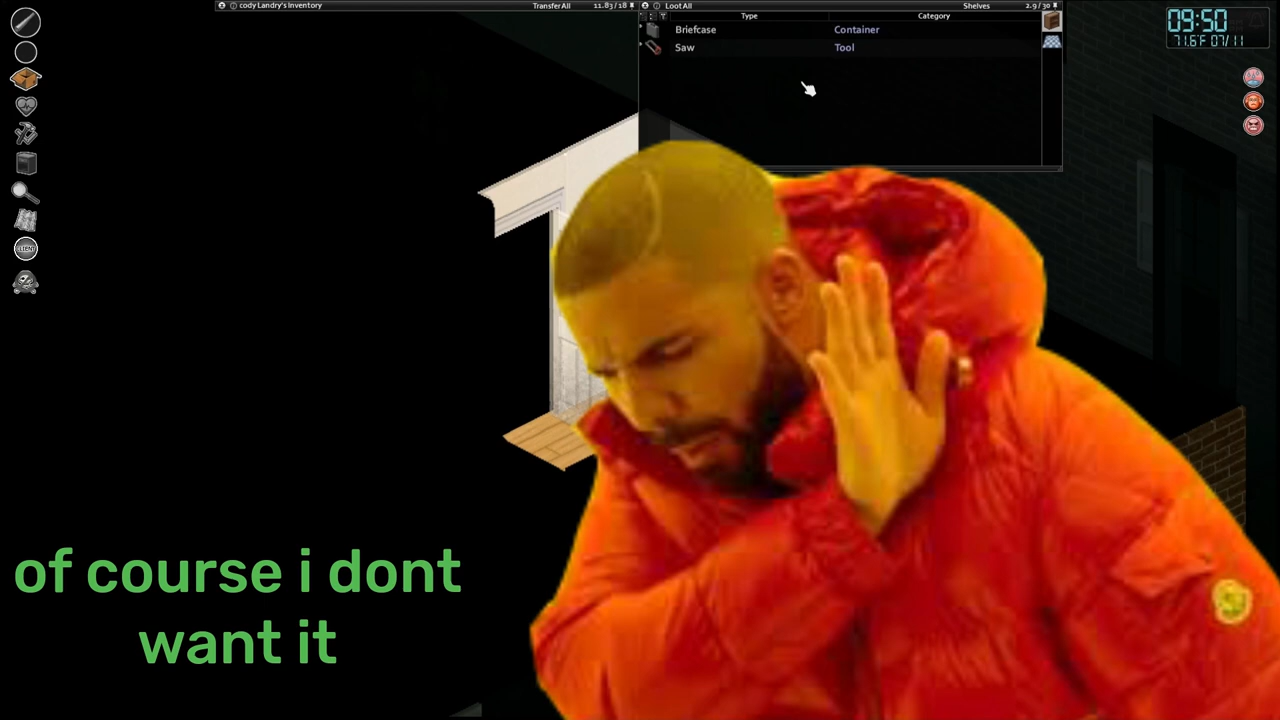 cody Landry's Inventory
Transfer All
11.83 / 18
Loot All
Shelves
2.9 / 30
Type
Category
Briefcase
Container
Saw
Tool
09:50
71.6°F 07/11
of course i dont
want it